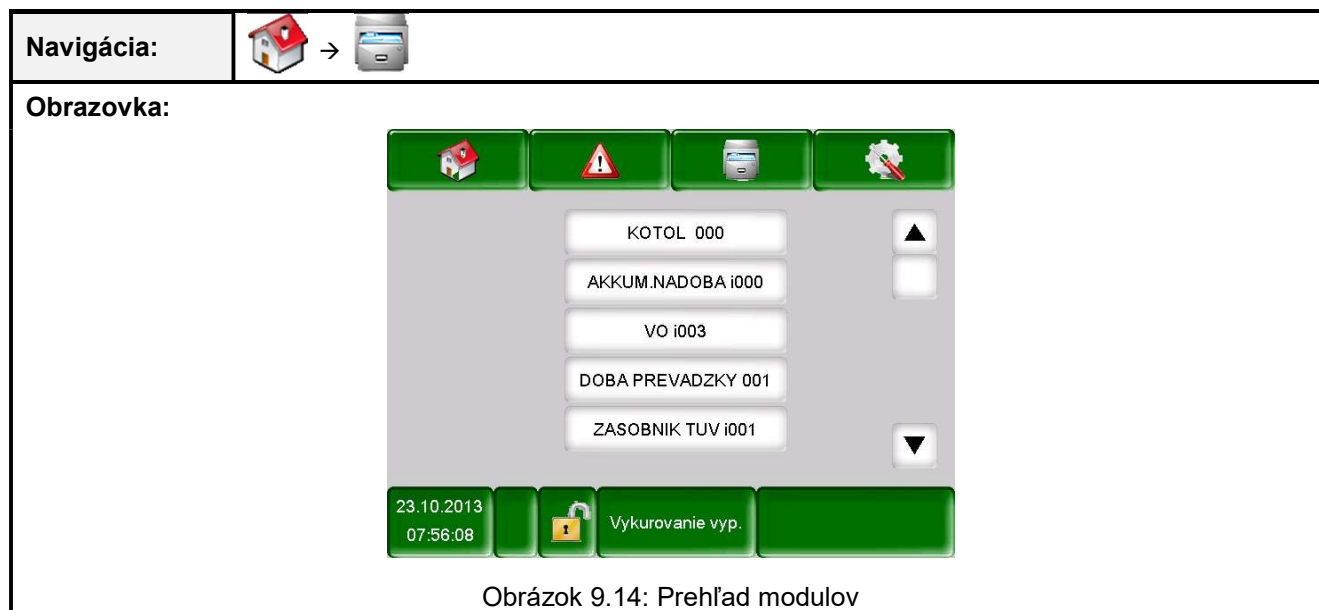 Navigácia: →
Obrazovka:
KOTOL 000
AKKUM.NADOBA i000
VO i003
DOBA PREVADZKY 001
ZASOBNIK TUV i001
23.10.2013
07:56:08
Vykurovanie vyp.
Obrázok 9.14: Prehľad modulov